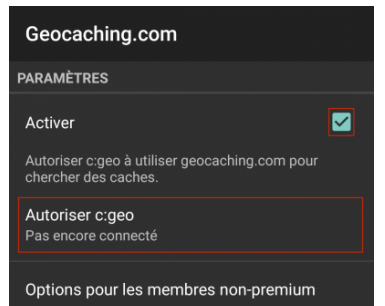 Geocaching.com
PARAMÈTRES
Activer
Autoriser c:geo à utiliser geocaching.com pour
chercher des caches.
Autoriser c:geo
Pas encore connecté
Options pour les membres non-premium